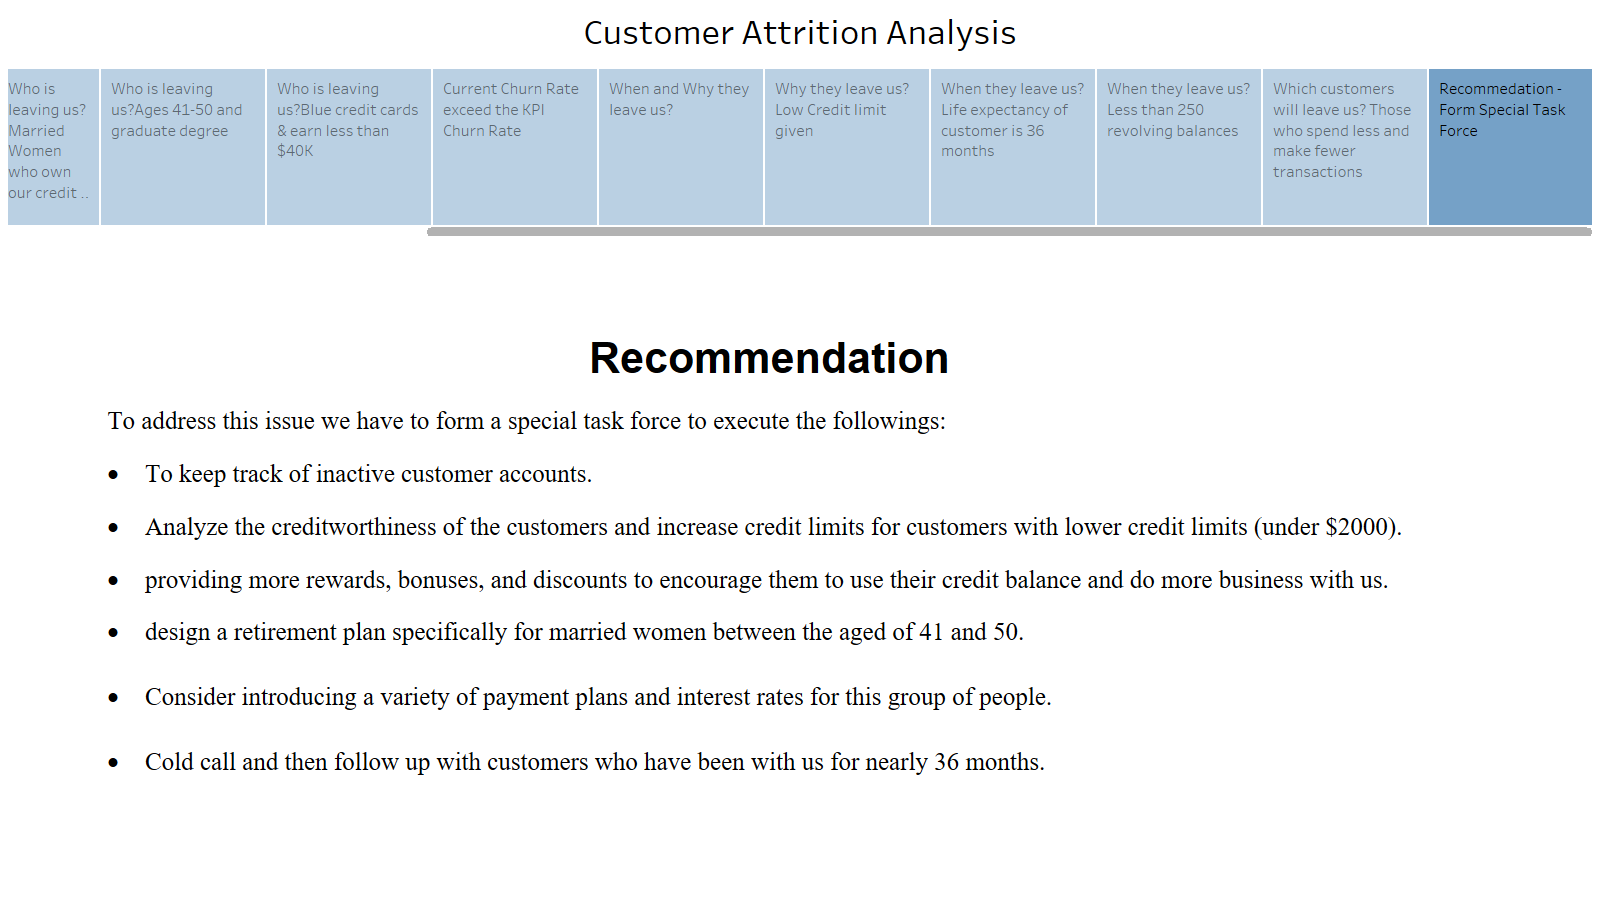 Customer Attrition Analysis
Who is
leaving us?
Married
Women
who own
our credit ..
Who is leaving
us?Ages 41-50 and
graduate degree
Who is leaving
us?Blue credit cards
& earn less than
$40K
Current Churn Rate
exceed the KPI
Churn Rate
When and Why they
leave us?
Why they leave us?
Low Credit limit
given
When they leave us?
Life expectancy of
customer is 36
months
When they leave us?
Less than 250
revolving balances
Which customers
will leave us? Those
who spend less and
make fewer
transactions
Recommedation -
Form Special Task
Force
Recommendation
To address this issue we have to form a special task force to execute the followings:
• To keep track of inactive customer accounts.
• Analyze the creditworthiness of the customers and increase credit limits for customers with lower credit limits (under $2000).
• providing more rewards, bonuses, and discounts to encourage them to use their credit balance and do more business with us.
• design a retirement plan specifically for married women between the aged of 41 and 50.
• Consider introducing a variety of payment plans and interest rates for this group of people.
• Cold call and then follow up with customers who have been with us for nearly 36 months.